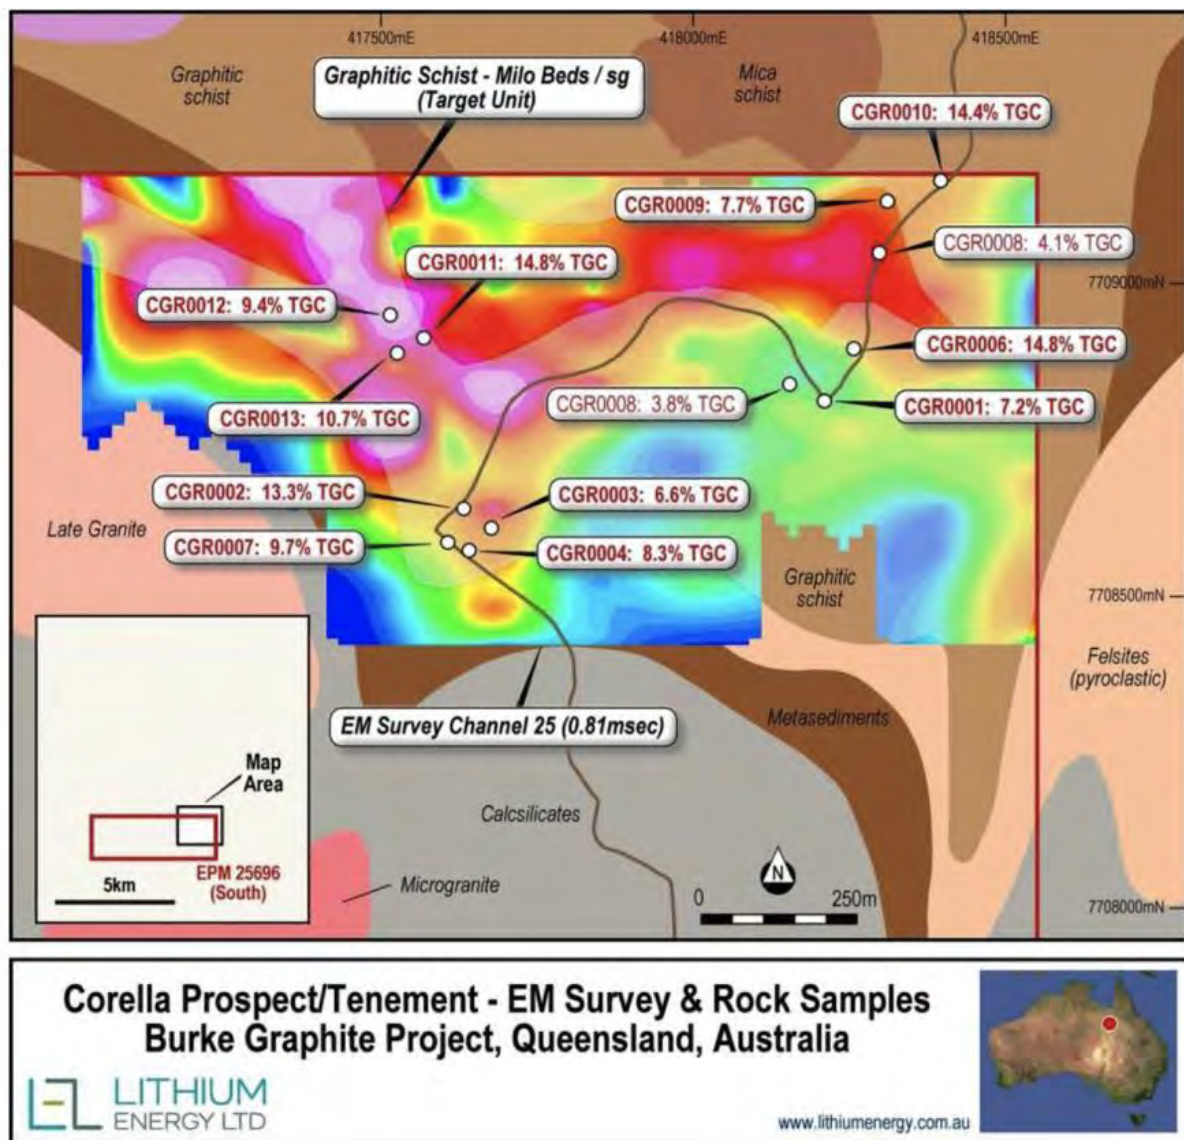 417500mE
418000mE
418500mE
Graphitic
schist
Graphitic Schist - Milo Beds / sg
(Target Unit)
Mica
schist
CGR0010: 14.4% TGC
CGR0009: 7.7% TGC
CGR0008: 4.1% TGC
CGR0011: 14.8% TGC
7709000mN
CGR0012: 9.4% TGC
CGR0006: 14.8% TGC
CGR0013: 10.7% TGC
CGR0008: 3.8% TGC
CGR0001: 7.2% TGC
CGR0002: 13.3% TGC
CGR0003: 6.6% TGC
Late Granite
CGR0007: 9.7% TGC
CGR0004: 8.3% TGC
Graphitic
schist
7708500mN
Felsites
(pyroclastic)
EM Survey Channel 25 (0.81msec)
Metasediments
Map
Area
Calcsilicates
EPM 25696
(South)
5km
Microgranite
N
0
250m
7708000mN
Corella Prospect/Tenement - EM Survey & Rock Samples
Burke Graphite Project, Queensland, Australia
LEL
LITHIUM
ENERGY LTD
www.lithiumenergy.com.au